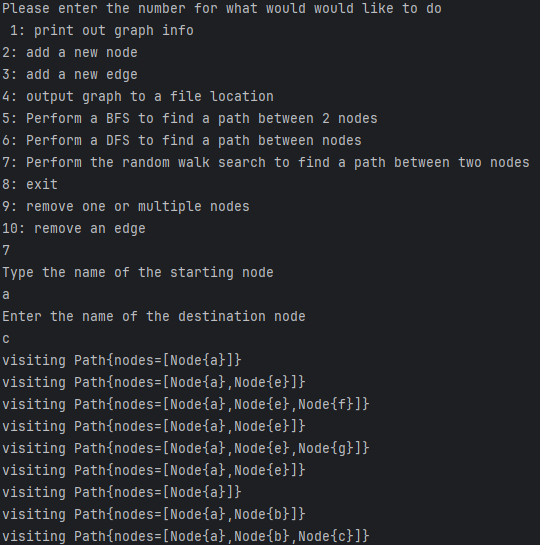 Please enter the number for what would would like to do
 1: print out graph info
2: add a new node
3: add a new edge
4: output graph to a file location
5: Perform a BFS to find a path between 2 nodes
6: Perform a DFS to find a path between nodes
7: Perform the random walk search to find a path between two nodes
8: exit
9: remove one or multiple nodes
10: remove an edge
7
Type the name of the starting node
a
Enter the name of the destination node
c
visiting Path{nodes=[Node{a}]}
visiting Path{nodes=[Node{a},Node{e}]}
visiting Path{nodes=[Node{a},Node{e},Node{f}]}
visiting Path{nodes=[Node{a},Node{e}]}
visiting Path{nodes=[Node{a},Node{e},Node{g}]}
visiting Path{nodes=[Node{a},Node{e}]}
visiting Path{nodes=[Node{a}]}
visiting Path{nodes=[Node{a},Node{b}]}
visiting Path{nodes=[Node{a},Node{b},Node{c}]}